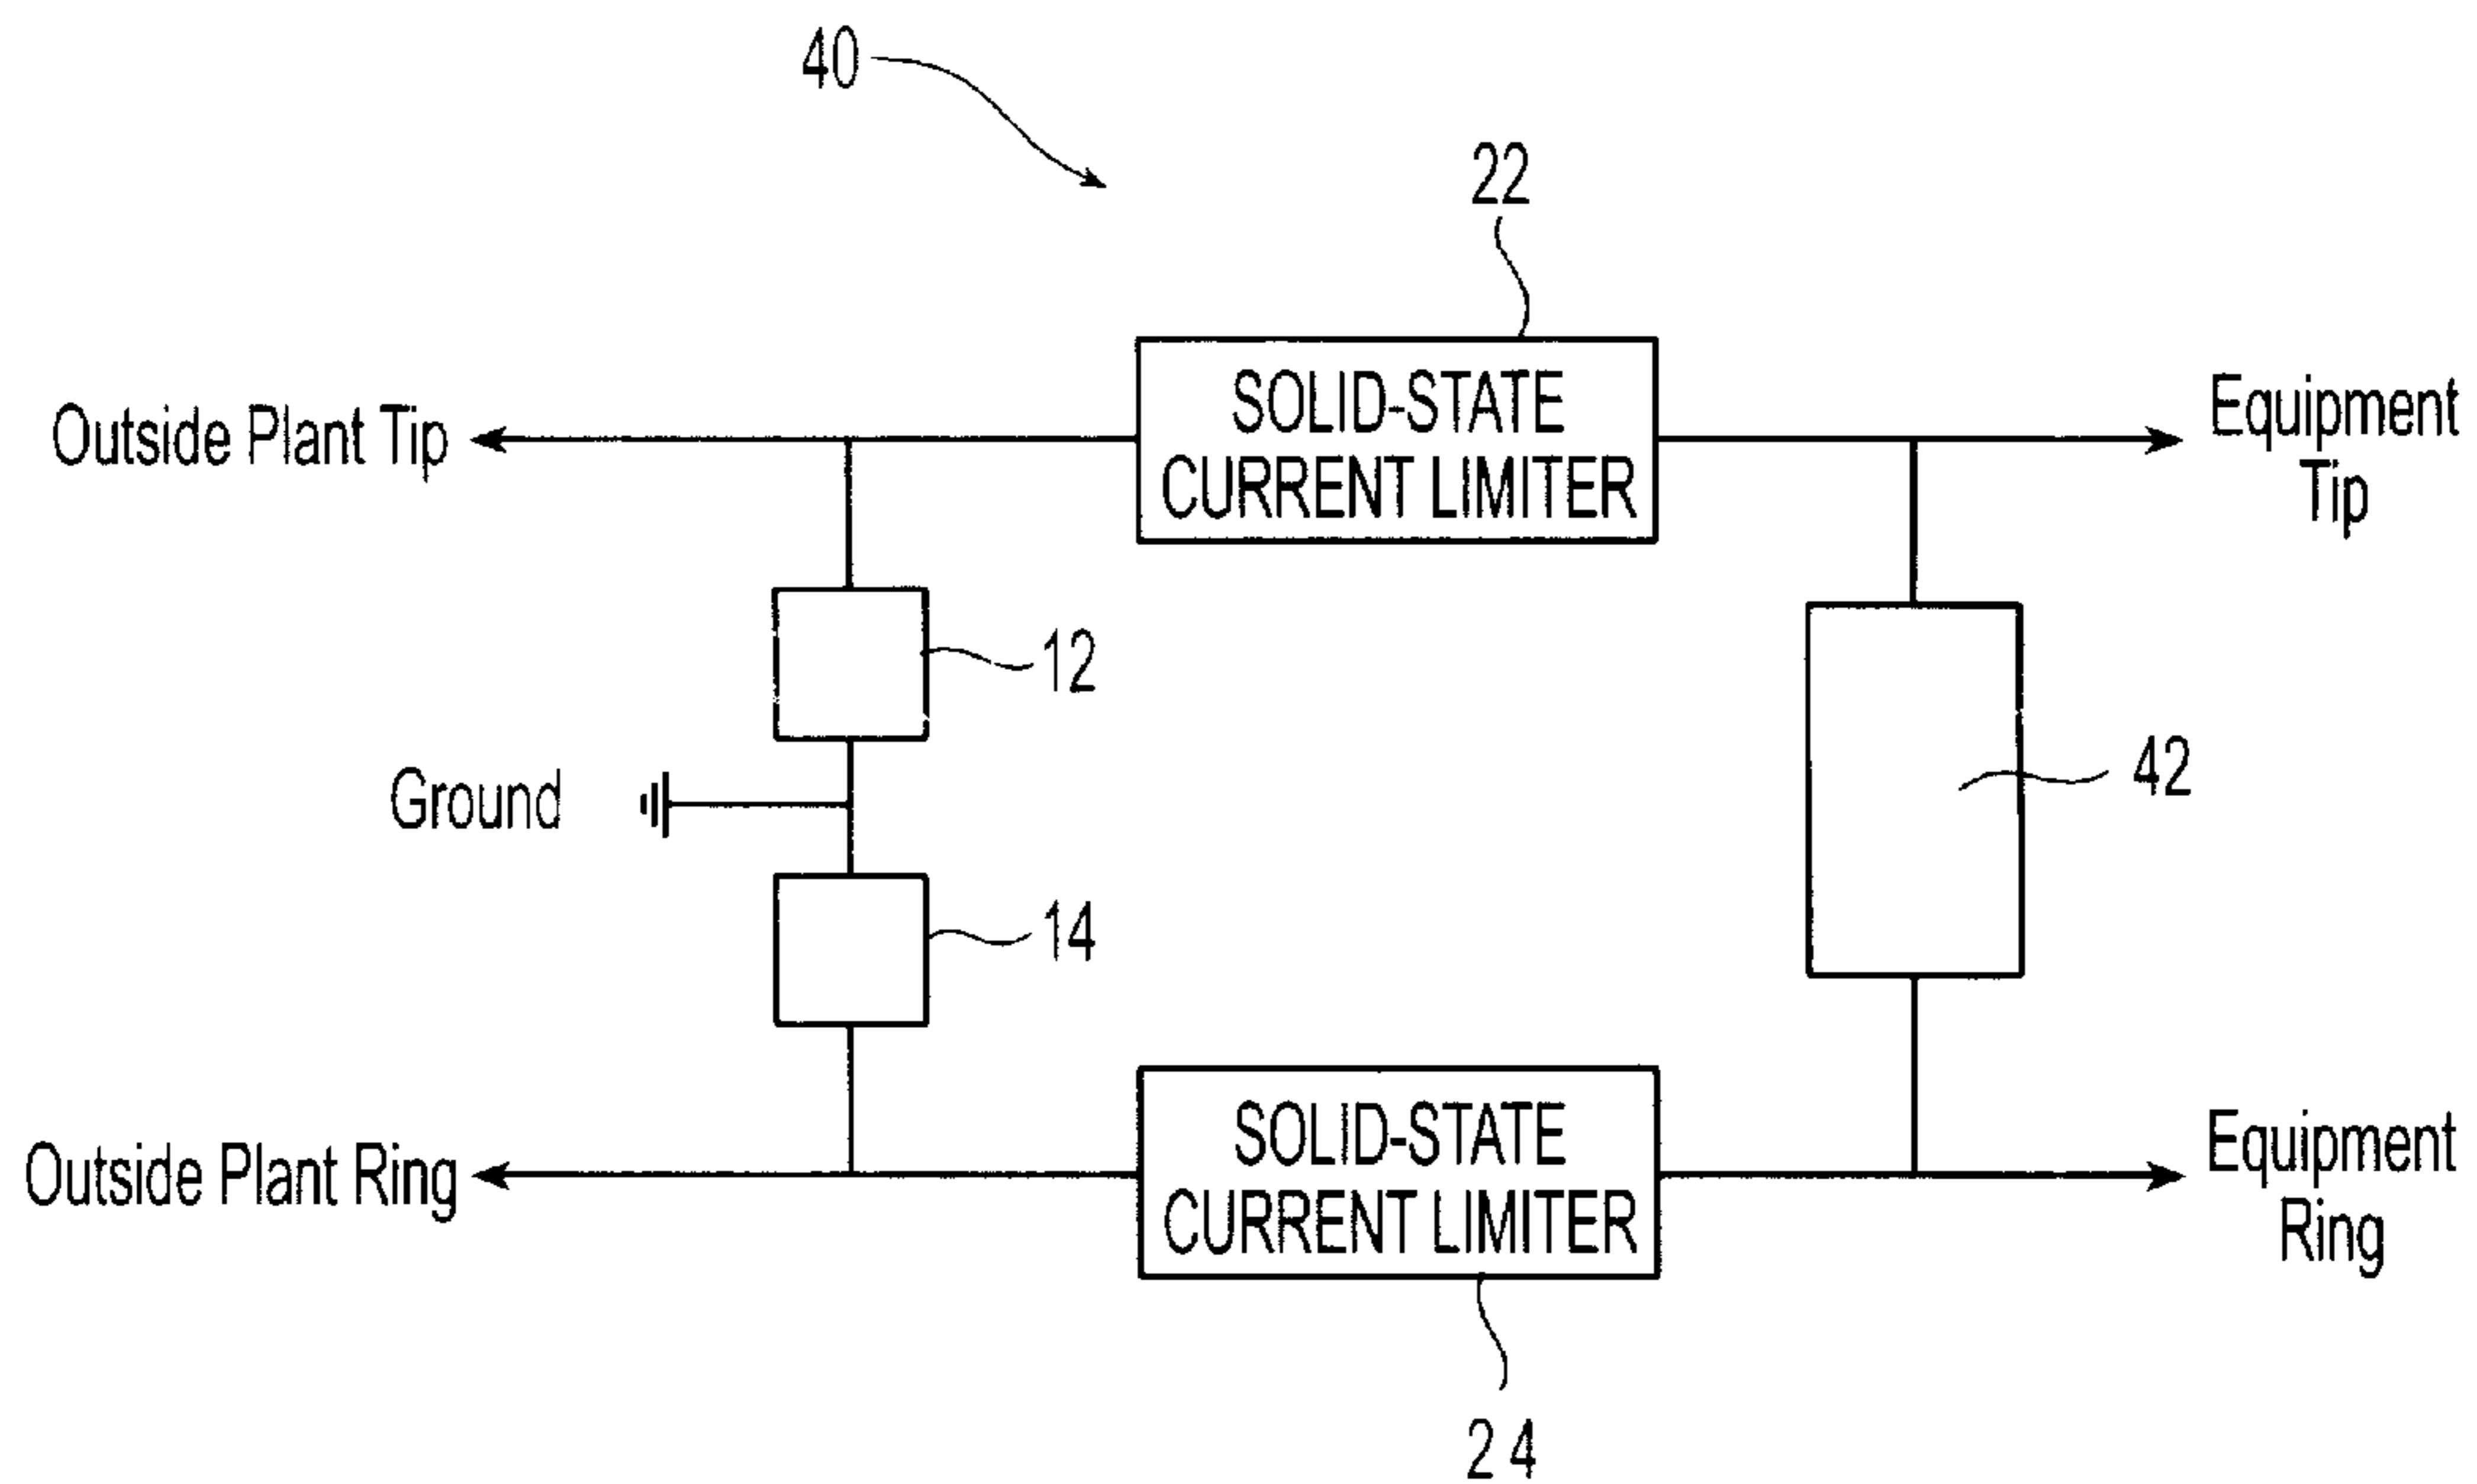 40
22
SOLID-STATE
CURRENT LIMITER
Outside Plant Tip
Equipment
Tip
12
Ground
42
14
SOLID-STATE
CURRENT LIMITER
Outside Plant Ring
Equipment
Ring
24